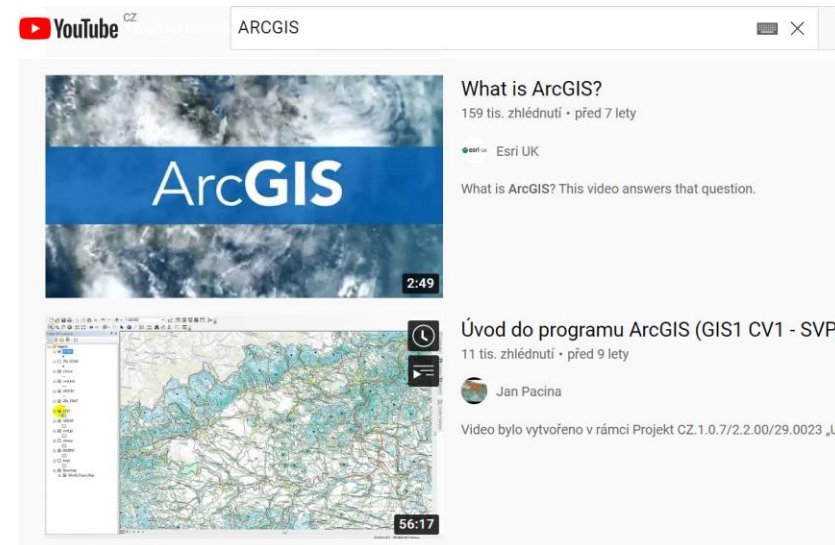 YouTube CZ
ARCGIS
What is ArcGIS?
159 tis. zhlédnutí • před 7 lety
esri UK Esri UK
What is ArcGIS? This video answers that question.
ArcGIS
2:49
Úvod do programu ArcGIS (GIS1 CV1 - SVP
11 tis. zhlédnutí • před 9 lety
Jan Pacina
Video bylo vytvořeno v rámci Projekt CZ.1.0.7/2.2.00/29.0023 „U
56:17